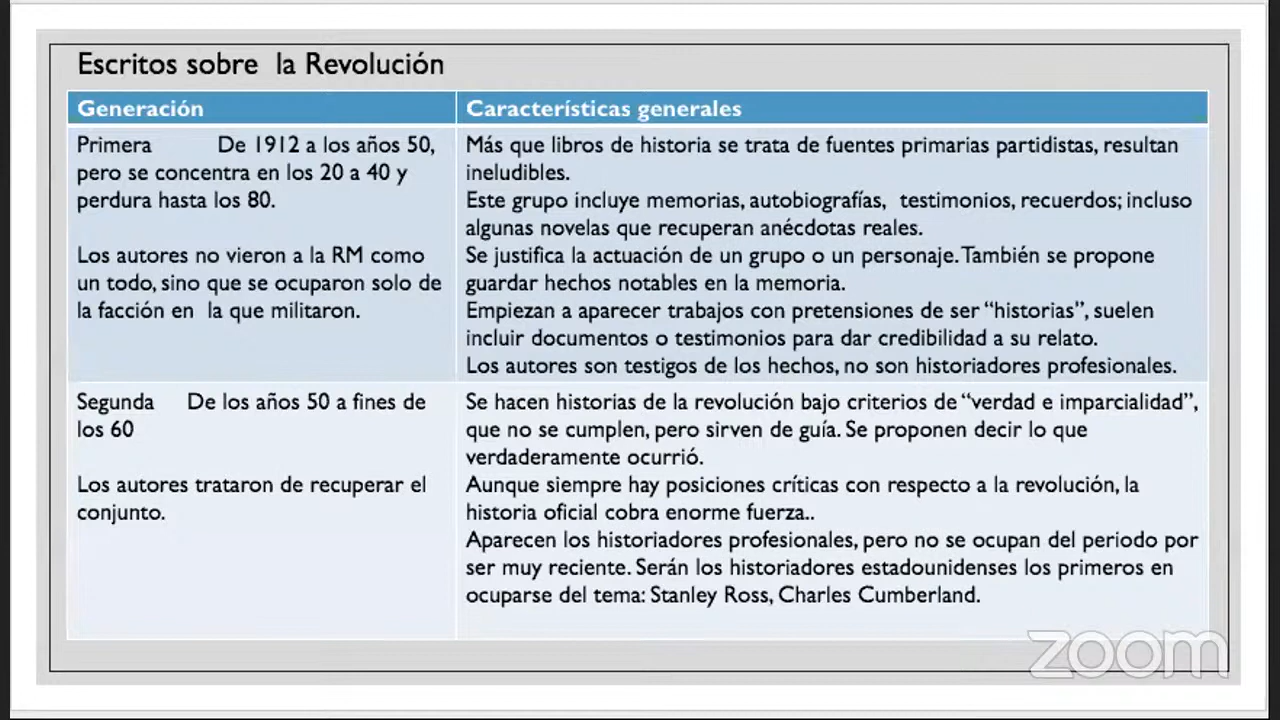 Escritos sobre la Revolución
Generación
Características generales
Primera De 1912 a los años 50,
pero se concentra en los 20 a 40 y
perdura hasta los 80.
Los autores no vieron a la RM como
un todo, sino que se ocuparon solo de
la facción en la que militaron.
Más que libros de historia se trata de fuentes primarias partidistas, resultan
ineludibles.
Este grupo incluye memorias, autobiografías, testimonios, recuerdos; incluso
algunas novelas que recuperan anécdotas reales.
Se justifica la actuación de un grupo o un personaje. También se propone
guardar hechos notables en la memoria.
Empiezan a aparecer trabajos con pretensiones de ser “historias”, suelen
incluir documentos o testimonios para dar credibilidad a su relato.
Los autores son testigos de los hechos, no son historiadores profesionales.
Segunda De los años 50 a fines de
los 60
Los autores trataron de recuperar el
conjunto.
Se hacen historias de la revolución bajo criterios de “verdad e imparcialidad”,
que no se cumplen, pero sirven de guía. Se proponen decir lo que
verdaderamente ocurrió.
Aunque siempre hay posiciones críticas con respecto a la revolución, la
historia oficial cobra enorme fuerza..
Aparecen los historiadores profesionales, pero no se ocupan del periodo por
ser muy reciente. Serán los historiadores estadounidenses los primeros en
ocuparse del tema: Stanley Ross, Charles Cumberland.
zoom